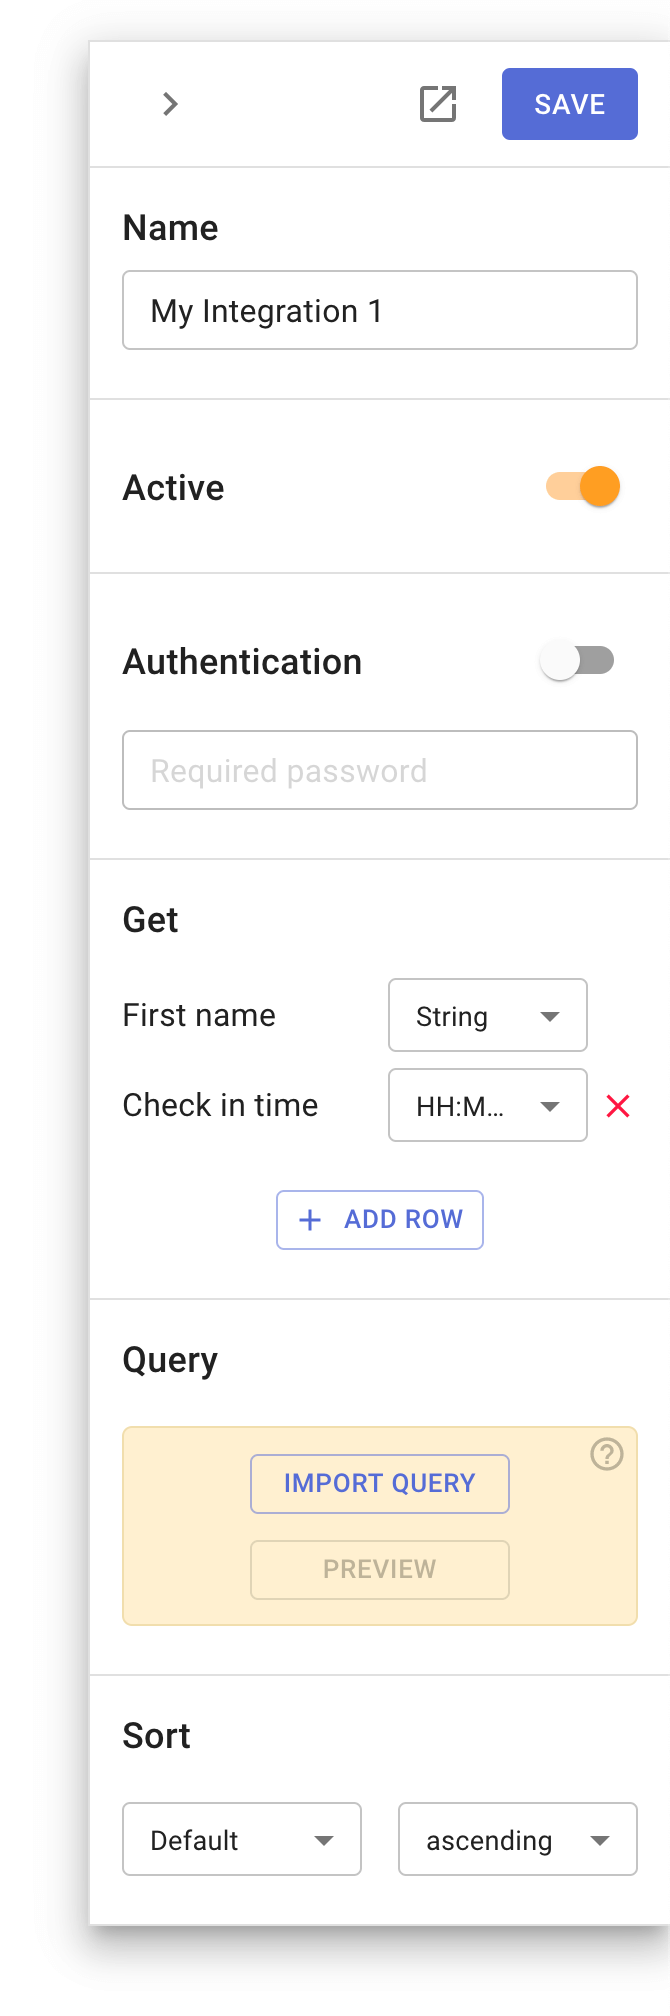 SAVE
Name
My Integration 1
Active
Authentication
Required password
Get
First name
String
Check in time
HH:M...
+ ADD ROW
Query
?
IMPORT QUERY
PREVIEW
Sort
Default
ascending